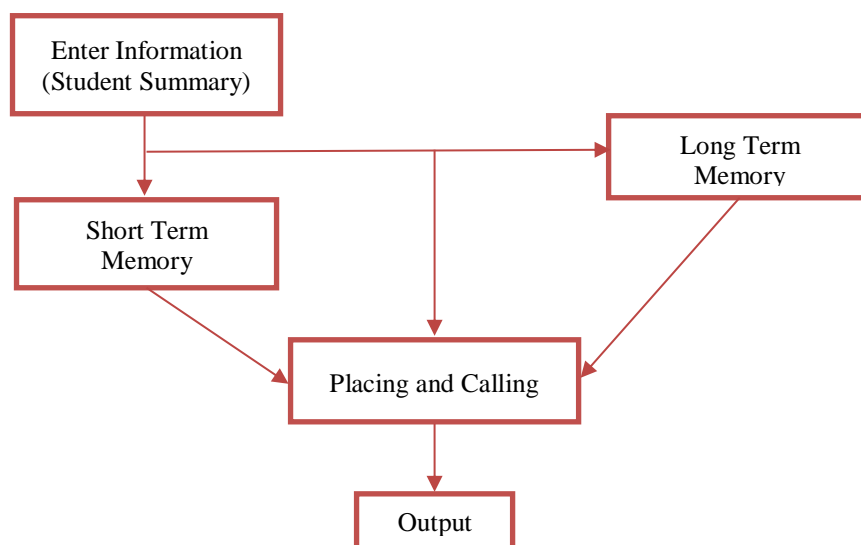 Enter Information
(Student Summary)
Long Term
Memory
Short Term
Memory
Placing and Calling
Output